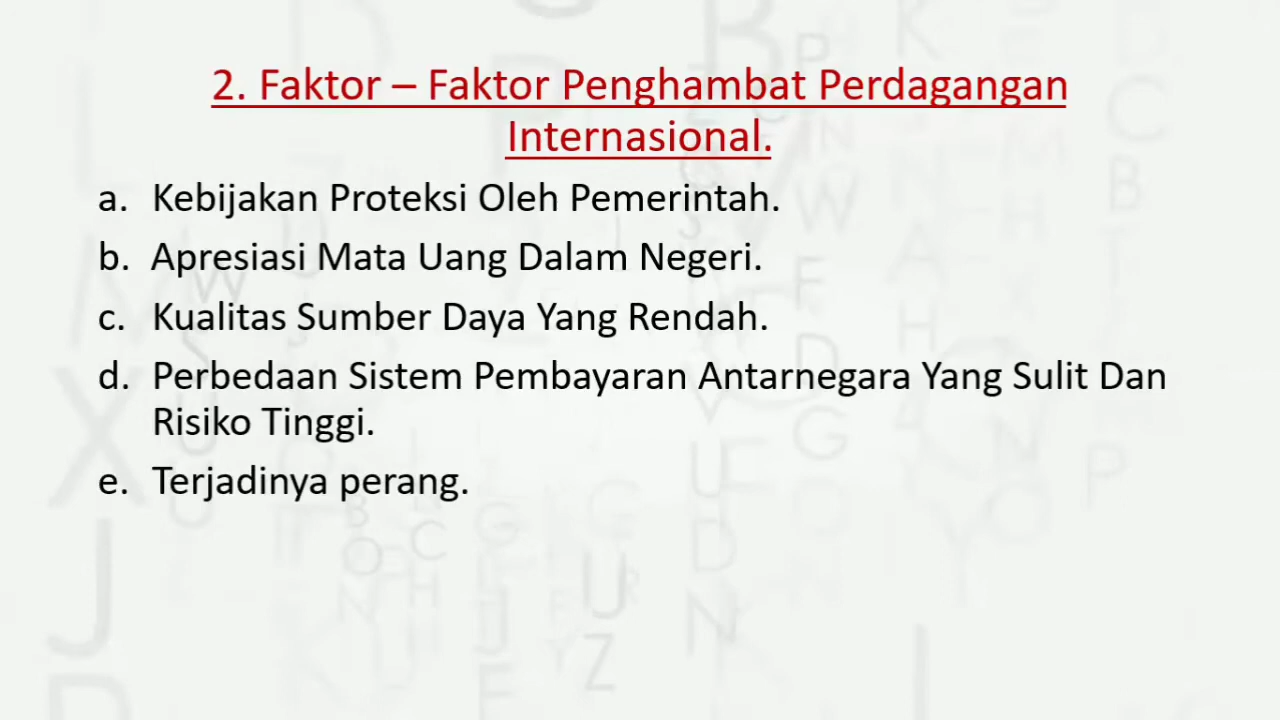 2. Faktor – Faktor Penghambat Perdagangan
Internasional.
a. Kebijakan Proteksi Oleh Pemerintah.
b. Apresiasi Mata Uang Dalam Negeri.
c. Kualitas Sumber Daya Yang Rendah.
d. Perbedaan Sistem Pembayaran Antarnegara Yang Sulit Dan
Risiko Tinggi.
e. Terjadinya perang.